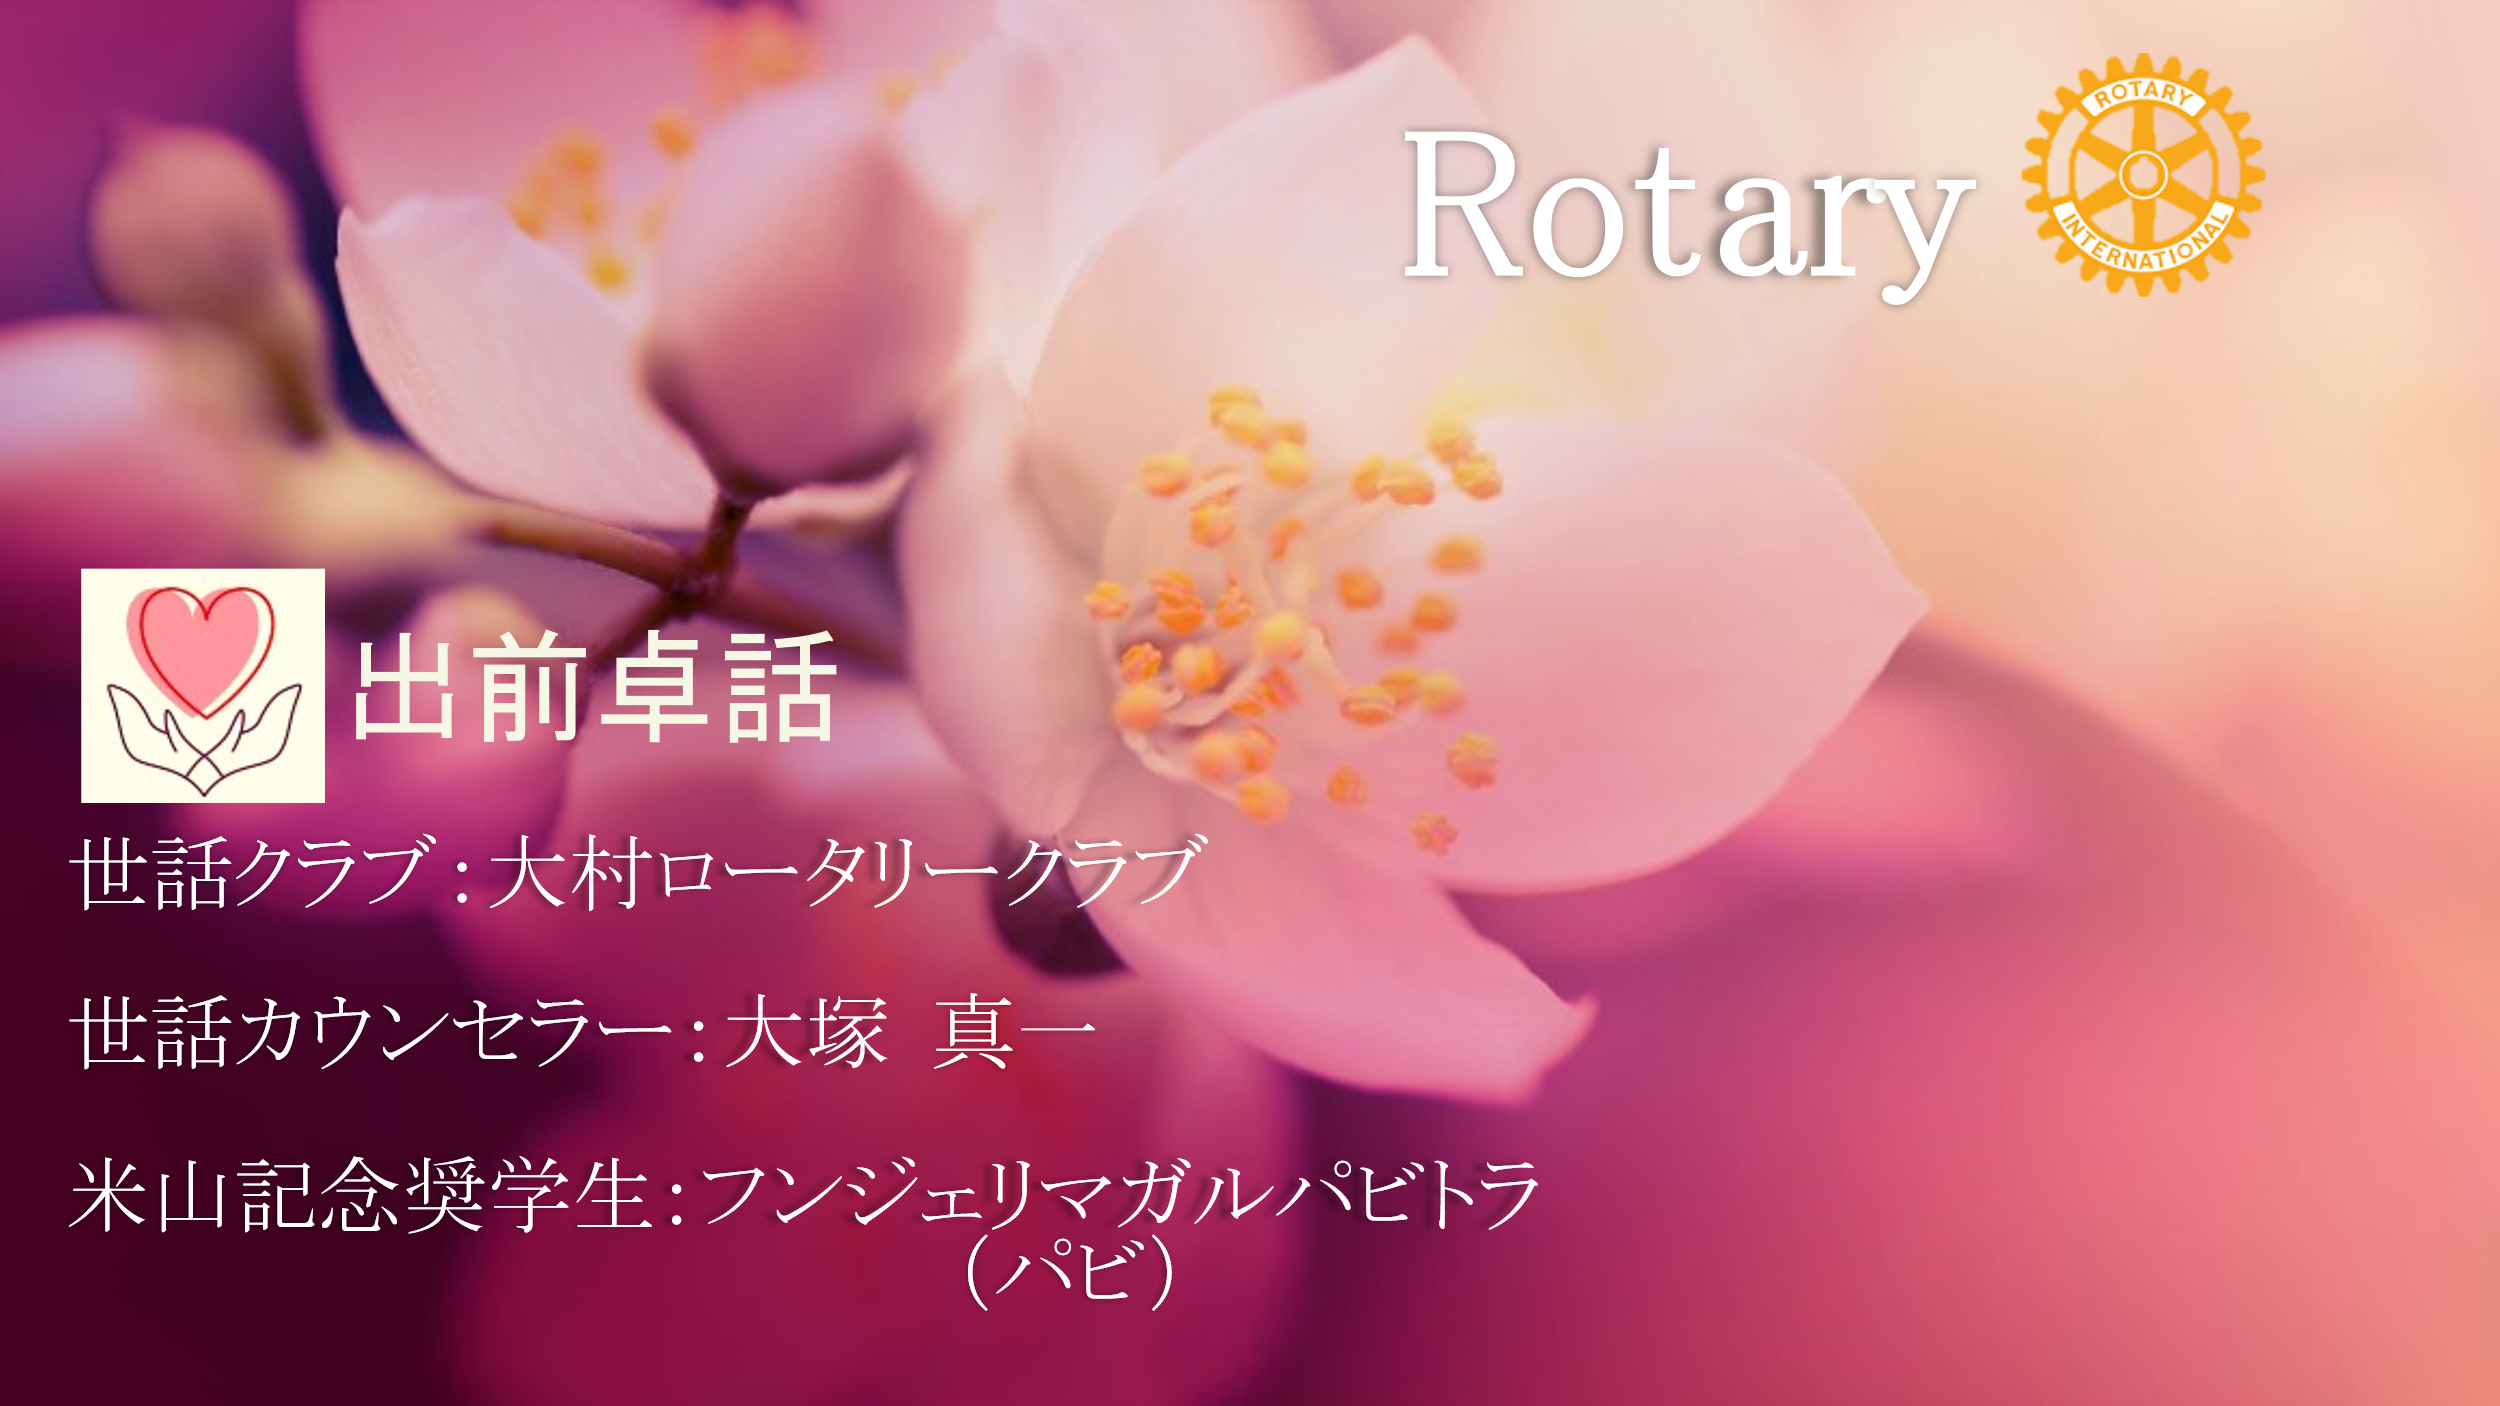 Rotary
ROTARY
INTERNATIONAL
出前卓話
世話クラブ：大村ロータリークラブ
世話カウンセラー：大塚 真一
米山記念奨学生：フンジェリマガルパビトラ
（パビ）